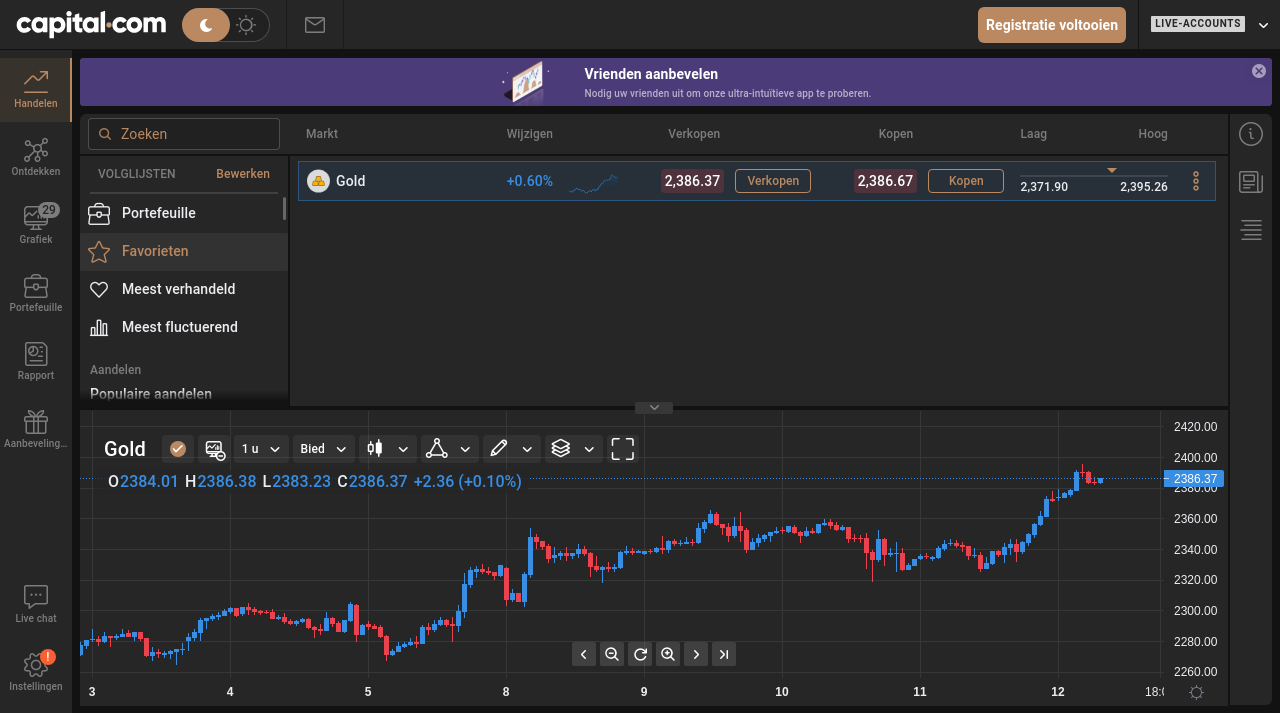 capital.com
Registratie voltooien
LIVE-ACCOUNTS
Handelen
Ontdekken
29
Grafiek
Portefeuille
Rapport
Aanbeveling...
Live chat
!
Instellingen
Vrienden aanbevelen
Nodig uw vrienden uit om onze ultra-intuïtieve app te proberen.
Zoeken
VOLGLIJSTEN Bewerken
Portefeuille
Favorieten
Meest verhandeld
Meest fluctuerend
Aandelen
Populaire aandelen
Markt Wijzigen Verkopen Kopen Laag Hoog
Gold +0.60% 2,386.37 Verkopen 2,386.67 Kopen 2,371.90 2,395.26
Gold 1 u Bied
O2384.01 H2386.38 L2383.23 C2386.37 +2.36 (+0.10%)
2420.00
2400.00
2386.37
2380.00
2360.00
2340.00
2320.00
2300.00
2280.00
2260.00
3 4 5 8 9 10 11 12 18: